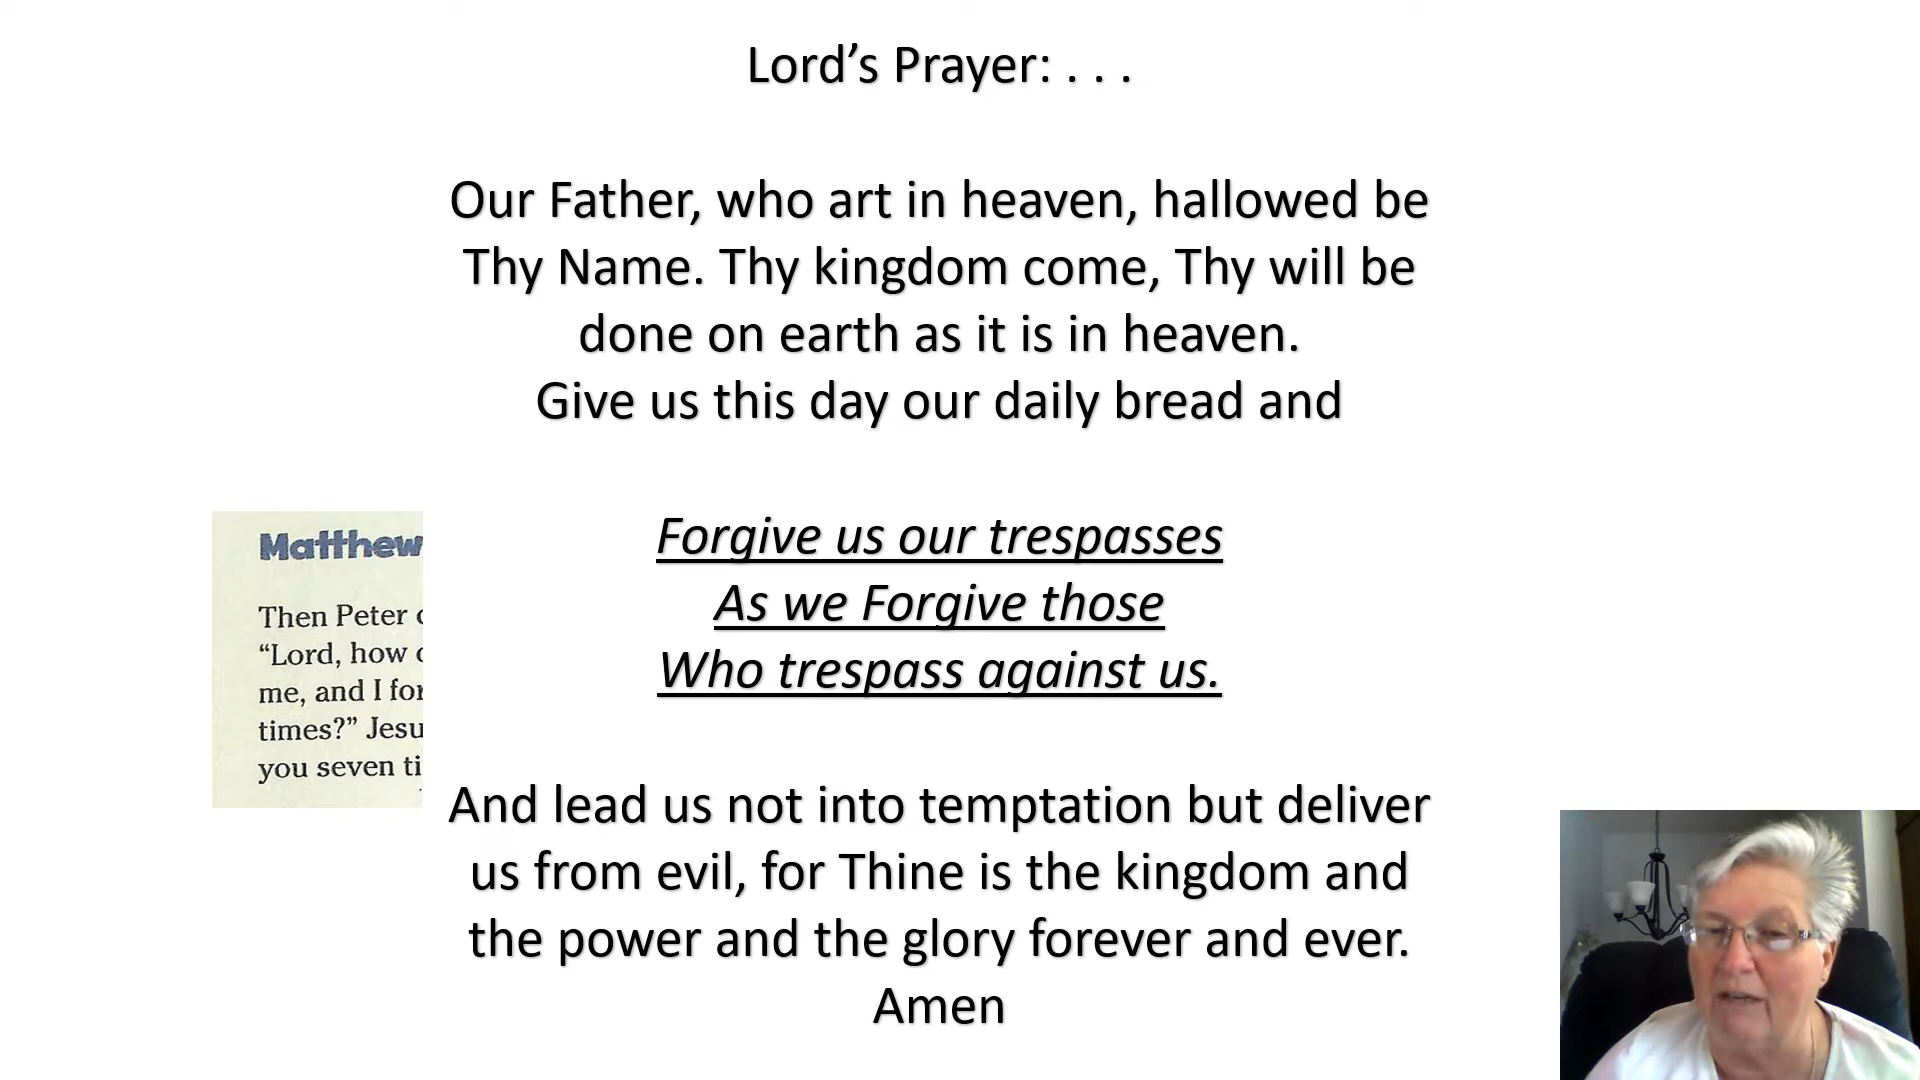 Lord’s Prayer: . . .
Our Father, who art in heaven, hallowed be
Thy Name. Thy kingdom come, Thy will be
done on earth as it is in heaven.
Give us this day our daily bread and
Forgive us our trespasses
As we Forgive those
Who trespass against us.
And lead us not into temptation but deliver
us from evil, for Thine is the kingdom and
the power and the glory forever and ever.
Amen
Matthew
Then Peter
“Lord, how
me, and I for
times?” Jesu
you seven ti